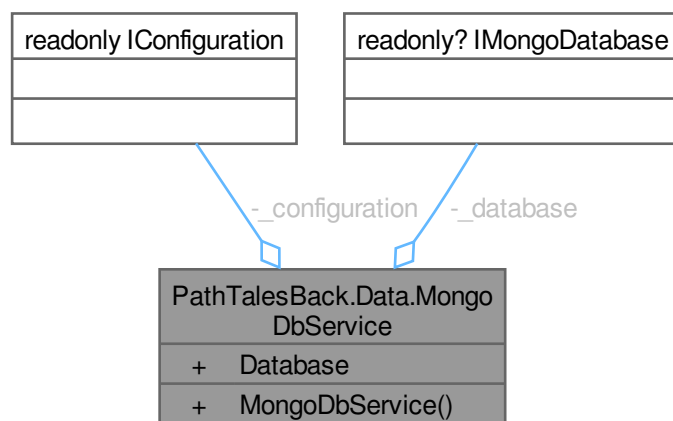 readonly IConfiguration
readonly? IMongoDatabase
-_configuration
-_database
PathTalesBack.Data.Mongo
DbService
+ Database
+ MongoDbService()